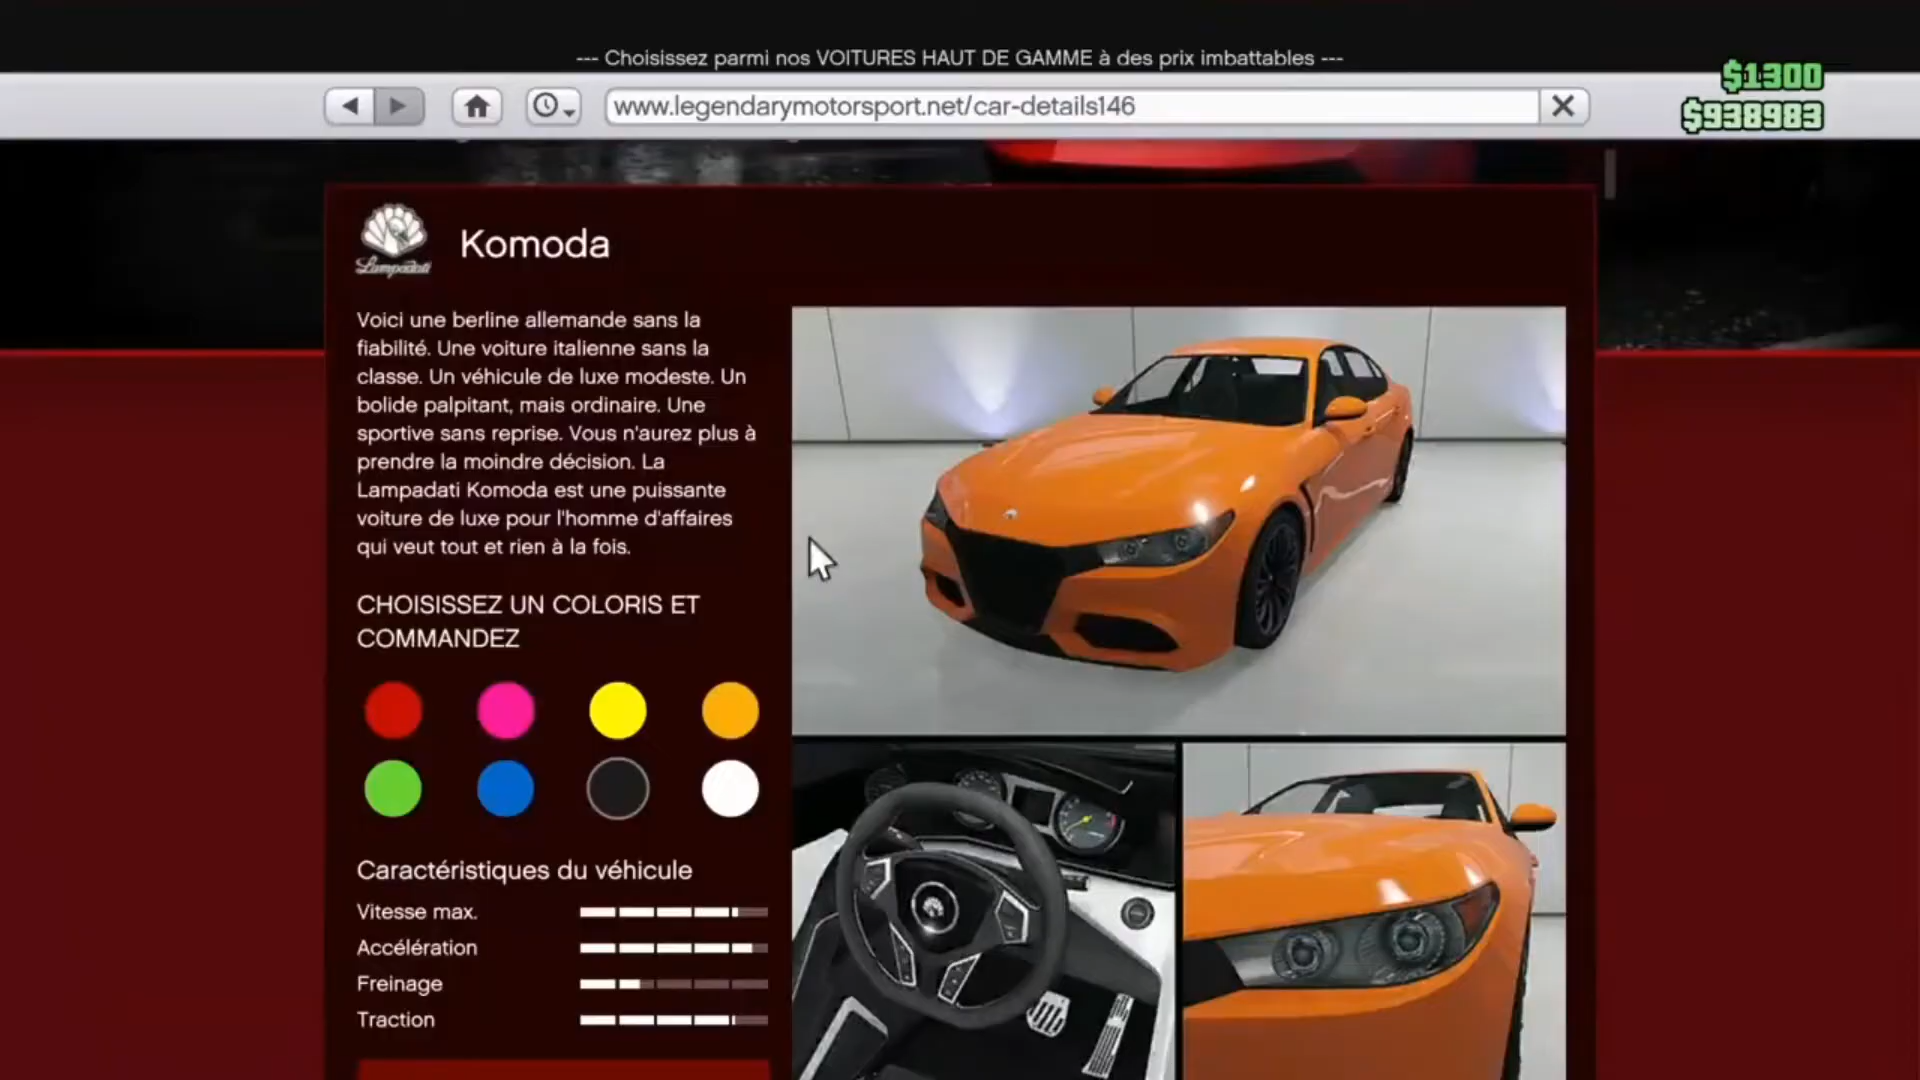 --- Choisissez parmi nos VOITURES HAUT DE GAMME à des prix imbattables ---
www.legendarymotorsport.net/car-details146
$1300
$938983
Lampadati
Komoda
Voici une berline allemande sans la
fiabilité. Une voiture italienne sans la
classe. Un véhicule de luxe modeste. Un
bolide palpitant, mais ordinaire. Une
sportive sans reprise. Vous n'aurez plus à
prendre la moindre décision. La
Lampadati Komoda est une puissante
voiture de luxe pour l'homme d'affaires
qui veut tout et rien à la fois.
CHOISISSEZ UN COLORIS ET
COMMANDEZ
Caractéristiques du véhicule
Vitesse max.
Accélération
Freinage
Traction